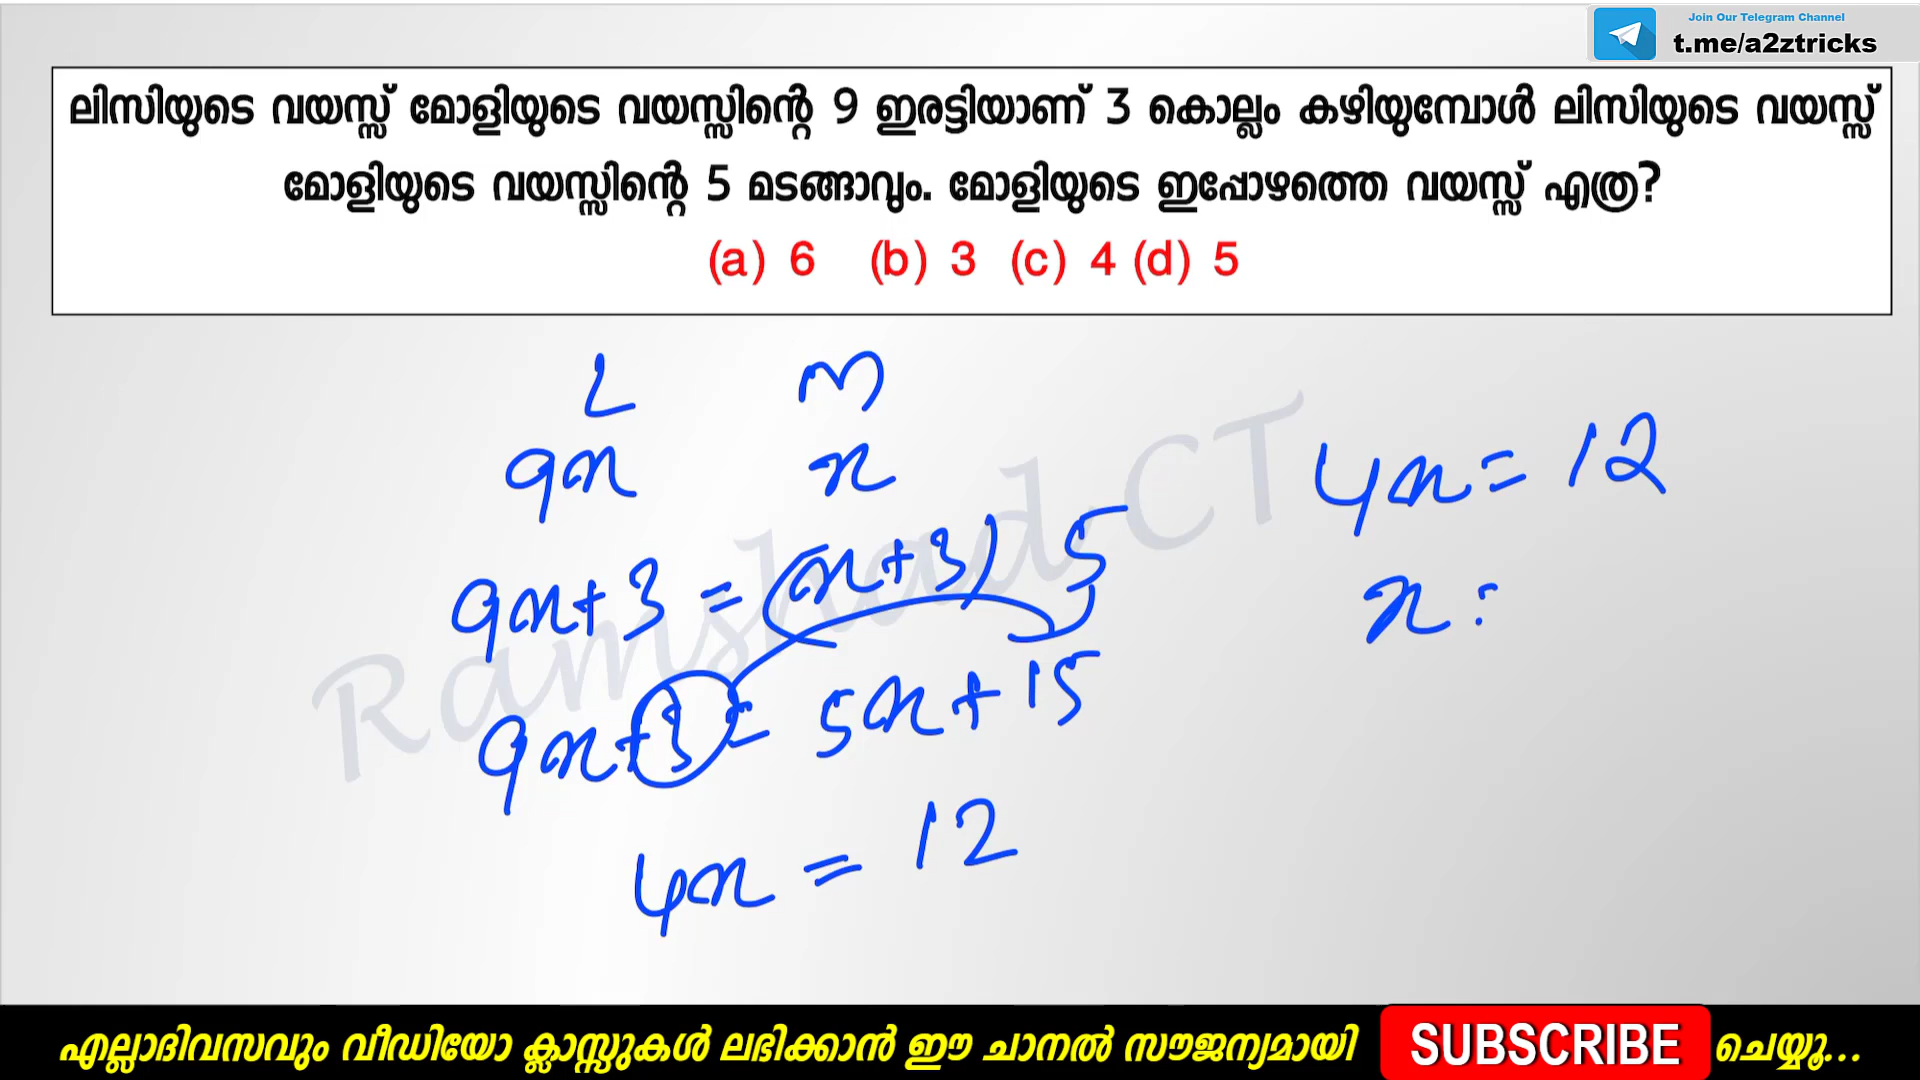 Join Our Telegram Channel
t.me/a2ztricks
ലിസിയുടെ വയസ്സ് മോളിയുടെ വയസ്സിന്റെ 9 ഇരട്ടിയാണ് 3 കൊല്ലം കഴിയുമ്പോൾ ലിസിയുടെ വയസ്സ്
മോളിയുടെ വയസ്സിന്റെ 5 മടങ്ങാവും. മോളിയുടെ ഇപ്പോഴത്തെ വയസ്സ് എത്ര?
(a) 6 (b) 3 (c) 4 (d) 5
L M
9x x
9x+3 = (x+3) 5
9x+3 = 5x+15
4x = 12
4x = 12
x :
Ramshad CT
എല്ലാദിവസവും വീഡിയോ ക്ലാസ്സുകൾ ലഭിക്കാൻ ഈ ചാനൽ സൗജന്യമായി SUBSCRIBE ചെയ്യൂ...